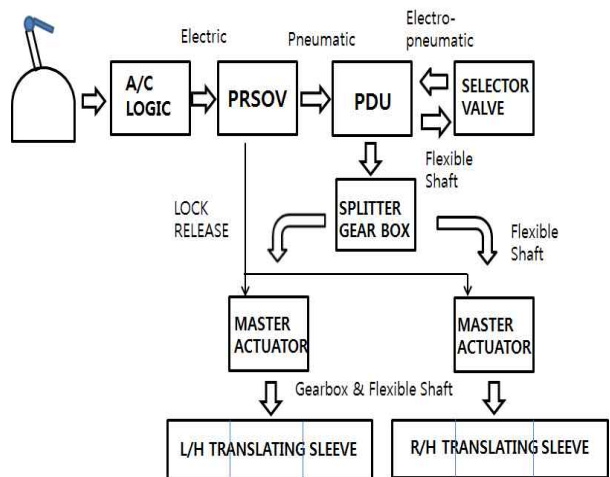 Electric
Pneumatic
Electro-
pneumatic
A/C
LOGIC
PRSOV
PDU
SELECTOR
VALVE
Flexible
Shaft
LOCK
RELEASE
SPLITTER
GEAR BOX
Flexible
Shaft
MASTER
ACTUATOR
MASTER
ACTUATOR
Gearbox & Flexible Shaft
L/H TRANSLATING SLEEVE
R/H TRANSLATING SLEEVE